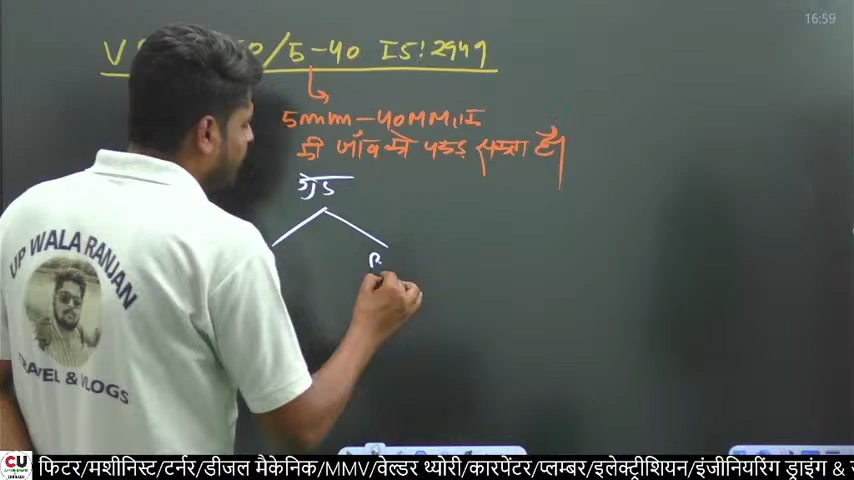 16:59
/5-40 IS:2949
5mm-40MM
की जॉब को पकड़ सकता है।
ग्रेड
UP WALA RANJAN
TRAVEL & VLOGS
CU
फिटर/मशीनिस्ट/टर्नर/डीजल मैकेनिक/MMV/वेल्डर थ्योरी/कारपेंटर/प्लम्बर/इलेक्ट्रीशियन/इंजीनियरिंग ड्राइंग &